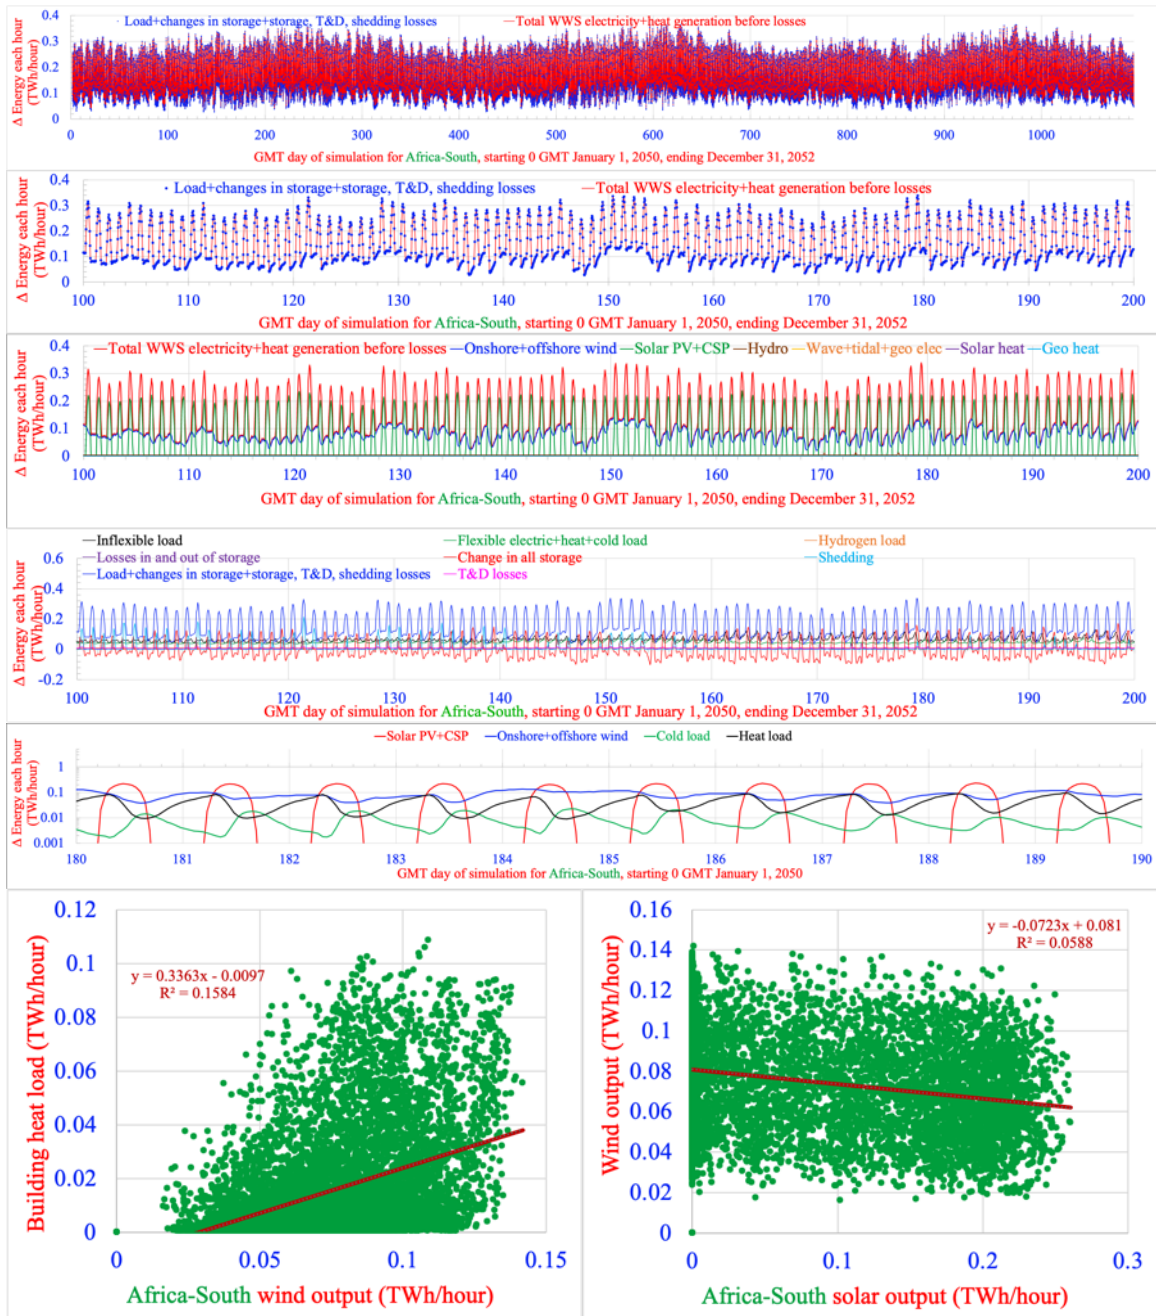 Load+changes in storage+storage, T&D, shedding losses
Total WWS electricity+heat generation before losses
Δ Energy each hour
(TWh/hour)
0.4
0.3
0.2
0.1
0
0 100 200 300 400 500 600 700 800 900 1000
GMT day of simulation for Africa-South, starting 0 GMT January 1, 2050, ending December 31, 2052
Load+changes in storage+storage, T&D, shedding losses
Total WWS electricity+heat generation before losses
Δ Energy each hour
(TWh/hour)
0.4
0.3
0.2
0.1
0
100 110 120 130 140 150 160 170 180 190 200
GMT day of simulation for Africa-South, starting 0 GMT January 1, 2050, ending December 31, 2052
Total WWS electricity+heat generation before losses Onshore+offshore wind Solar PV+CSP Hydro Wave+tidal+geo elec Solar heat Geo heat
Δ Energy each hour
(TWh/hour)
0.4
0.3
0.2
0.1
0
100 110 120 130 140 150 160 170 180 190 200
GMT day of simulation for Africa-South, starting 0 GMT January 1, 2050, ending December 31, 2052
Inflexible load Flexible electric+heat+cold load Hydrogen load
Losses in and out of storage Change in all storage Shedding
Load+changes in storage+storage, T&D, shedding losses T&D losses
Δ Energy each hour
(TWh/hour)
0.6
0.4
0.2
0
-0.2
100 110 120 130 140 150 160 170 180 190 200
GMT day of simulation for Africa-South, starting 0 GMT January 1, 2050, ending December 31, 2052
Solar PV+CSP Onshore+offshore wind Cold load Heat load
Δ Energy each hour
(TWh/hour)
1
0.1
0.01
0.001
180 181 182 183 184 185 186 187 188 189 190
GMT day of simulation for Africa-South, starting 0 GMT January 1, 2050
Building heat load (TWh/hour)
0.12
0.1
0.08
0.06
0.04
0.02
0
y = 0.3363x - 0.0097
R² = 0.1584
0 0.05 0.1 0.15
Africa-South wind output (TWh/hour)
Wind output (TWh/hour)
0.16
0.14
0.12
0.1
0.08
0.06
0.04
0.02
0
y = -0.0723x + 0.081
R² = 0.0588
0 0.1 0.2 0.3
Africa-South solar output (TWh/hour)